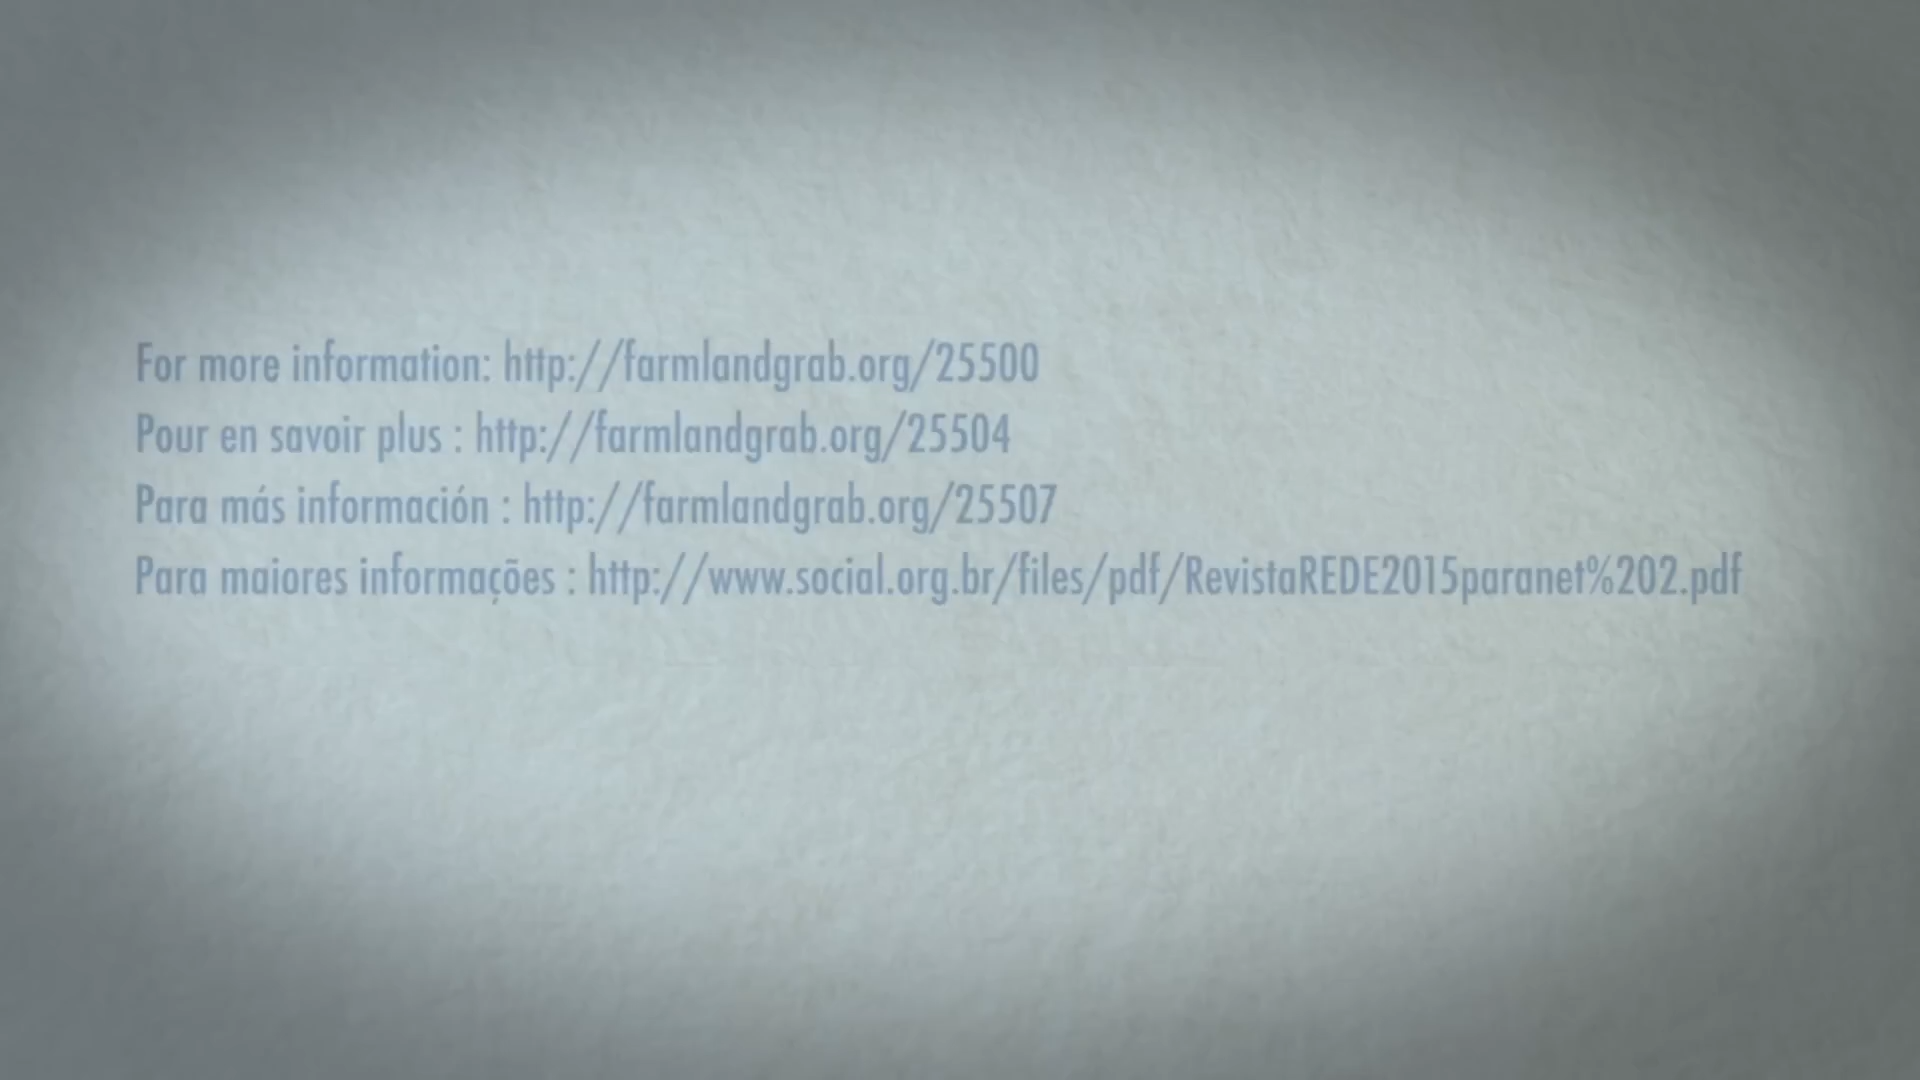 For more information: http://farmlandgrab.org/25500
Pour en savoir plus : http://farmlandgrab.org/25504
Para más información : http://farmlandgrab.org/25507
Para maiores informações : http://www.social.org.br/files/pdf/RevistaREDE2015paranet%202.pdf